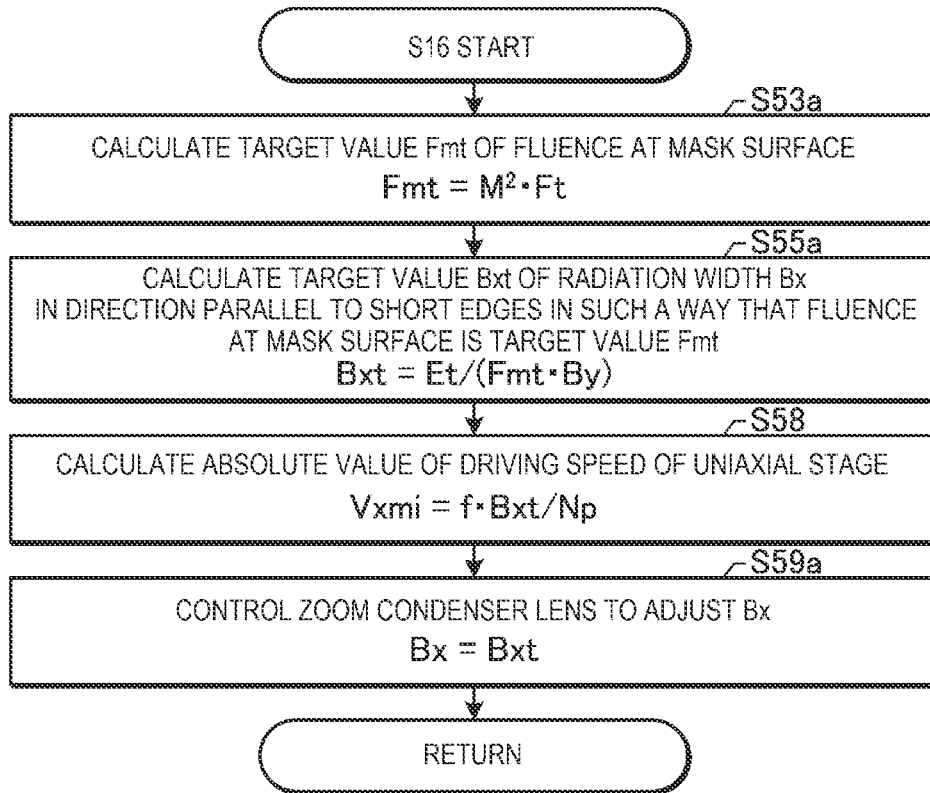 S16 START
S53a
CALCULATE TARGET VALUE Fmt OF FLUENCE AT MASK SURFACE
Fmt = M²・Ft
S55a
CALCULATE TARGET VALUE Bxt OF RADIATION WIDTH Bx
IN DIRECTION PARALLEL TO SHORT EDGES IN SUCH A WAY THAT FLUENCE
AT MASK SURFACE IS TARGET VALUE Fmt
Bxt = Et/(Fmt・By)
S58
CALCULATE ABSOLUTE VALUE OF DRIVING SPEED OF UNIAXIAL STAGE
Vxmi = f・Bxt/Np
S59a
CONTROL ZOOM CONDENSER LENS TO ADJUST Bx
Bx = Bxt
RETURN